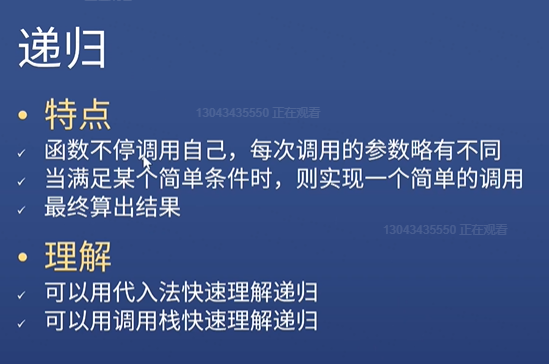 递归
• 特点
13043435550 正在观看
✓ 函数不停调用自己，每次调用的参数略有不同
✓ 当满足某个简单条件时，则实现一个简单的调用
✓ 最终算出结果
13043435550 正在观看
• 理解
✓ 可以用代入法快速理解递归
✓ 可以用调用栈快速理解递归